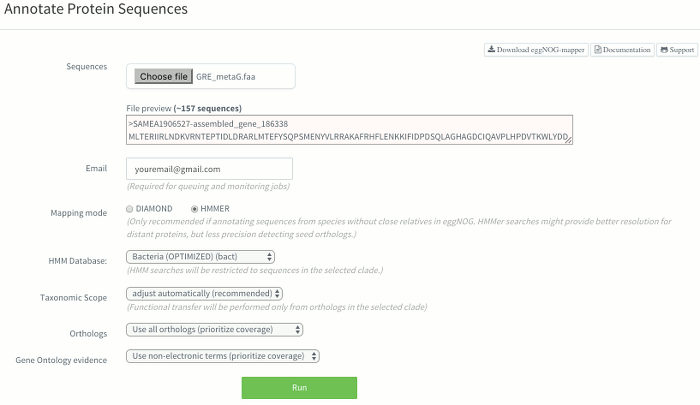 Annotate Protein Sequences
Download eggNOG-mapper
Documentation
Support
Sequences
Choose file GRE_metaG.faa
File preview (~157 sequences)
>SAMEA1906527-assembled_gene_186338
MLTERIIRLNDKVRNTEPTIDLDRARLMTEFYSQPSMENYVLRRAKAFRHFLENKKIFIDPDSQLAGHAGDCIQAVPLHPDVTKWLYDD
Email
youremail@gmail.com
(Required for queuing and monitoring jobs)
Mapping mode
DIAMOND HMMER
(Only recommended if annotating sequences from species without close relatives in eggNOG. HMMer searches might provide better resolution for
distant proteins, but less precision detecting seed orthologs.)
HMM Database:
Bacteria (OPTIMIZED) (bact)
(HMM searches will be restricted to sequences in the selected clade.)
Taxonomic Scope
adjust automatically (recommended)
(Functional transfer will be performed only from orthologs in the selected clade)
Orthologs
Use all orthologs (prioritize coverage)
Gene Ontology evidence
Use non-electronic terms (prioritize coverage)
Run